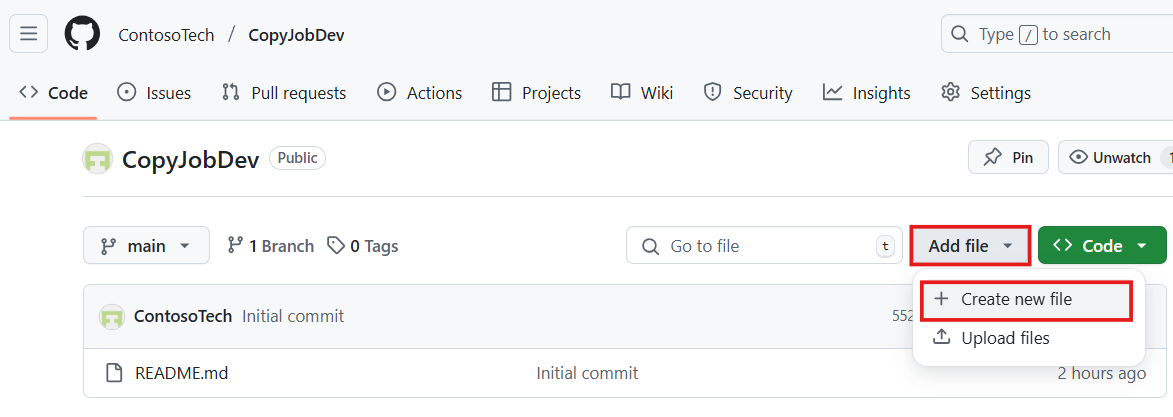 ContosoTech / CopyJobDev Type / to search
Code Issues Pull requests Actions Projects Wiki Security Insights Settings
CopyJobDev Public Pin Unwatch 1
main 1 Branch 0 Tags Go to file t Add file Code
Create new file
ContosoTech Initial commit 552
Upload files
README.md Initial commit 2 hours ago